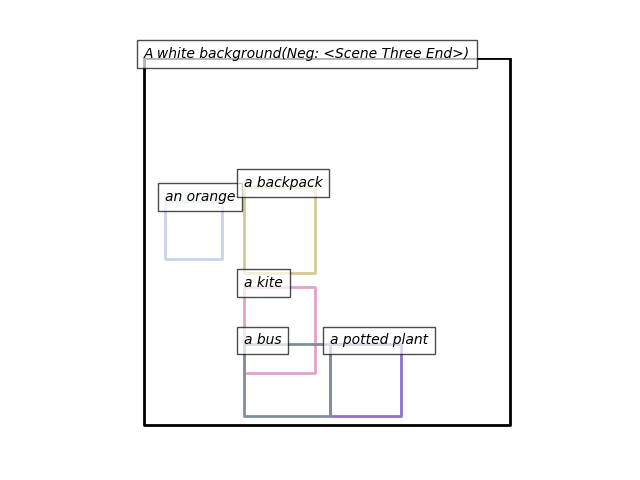 A white background(Neg: <Scene Three End>)
a backpack
an orange
a kite
a bus
a potted plant